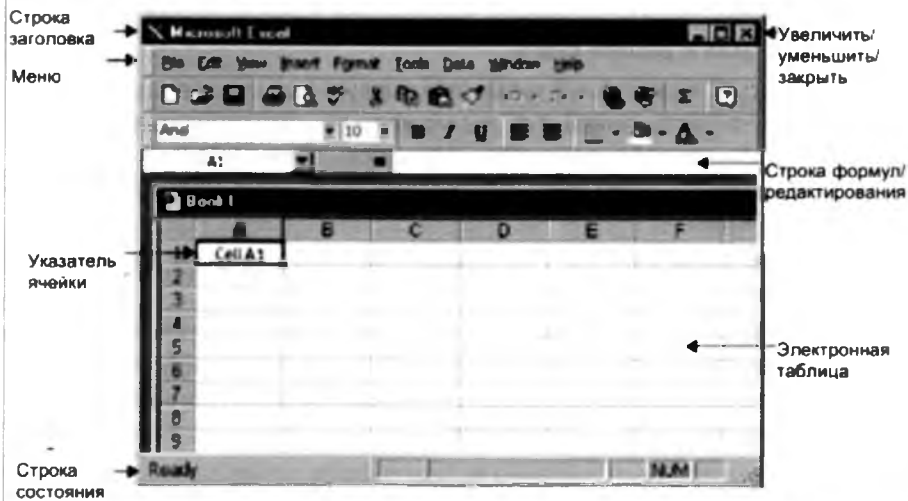 Строка
заголовка
Microsoft Excel
Увеличить/
уменьшить/
закрыть
Меню
File Edit View Insert Format Tools Data Window Help
Arial 10 B I U
A1
Строка формул/
редактирования
Book1
A B C D E F
1 Cell A1
Указатель
ячейки
2
3
4
5
6
7
8
9
Электронная
таблица
Строка
состояния
Ready NUM